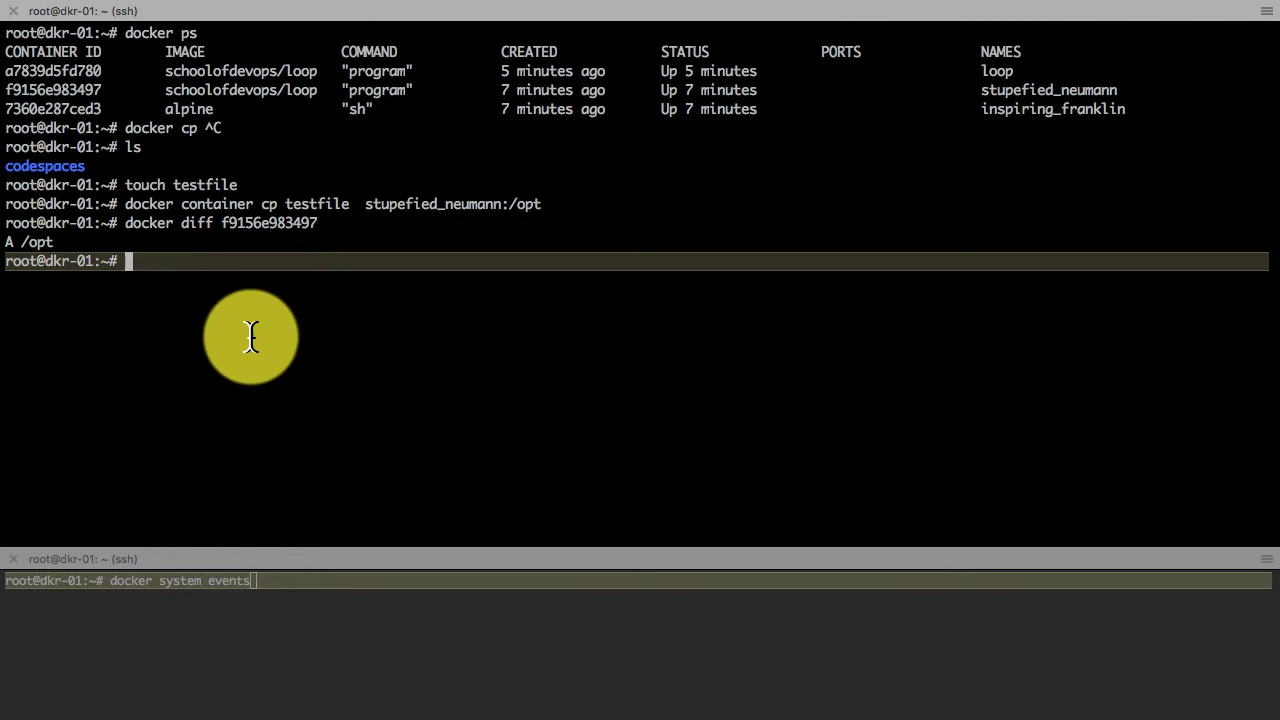 root@dkr-01: ~ (ssh)
root@dkr-01:~# docker ps
CONTAINER ID IMAGE COMMAND CREATED STATUS PORTS NAMES
a7839d5fd780 schoolofdevops/loop "program" 5 minutes ago Up 5 minutes loop
f9156e983497 schoolofdevops/loop "program" 7 minutes ago Up 7 minutes stupefied_neumann
7360e287ced3 alpine "sh" 7 minutes ago Up 7 minutes inspiring_franklin
root@dkr-01:~# docker cp ^C
root@dkr-01:~# ls
codespaces
root@dkr-01:~# touch testfile
root@dkr-01:~# docker container cp testfile  stupefied_neumann:/opt
root@dkr-01:~# docker diff f9156e983497
A /opt
root@dkr-01:~#
root@dkr-01: ~ (ssh)
root@dkr-01:~# docker system events